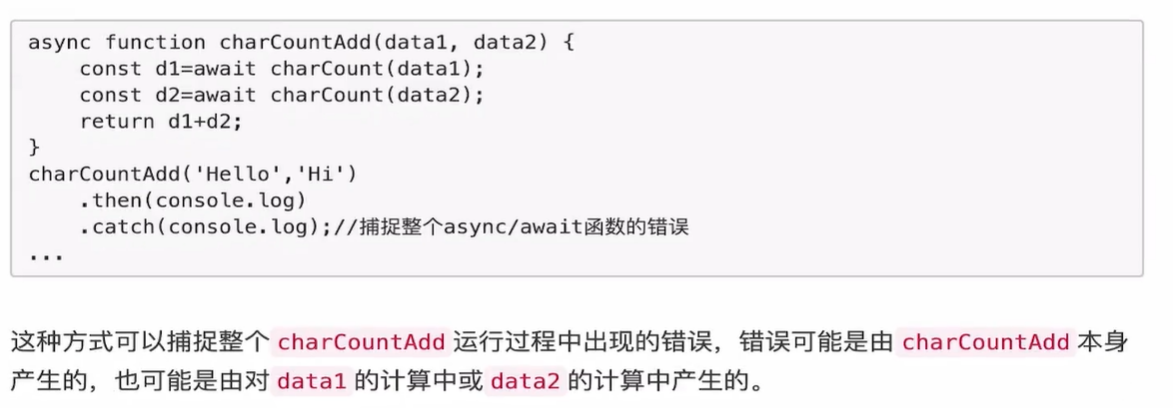 async function charCountAdd(data1, data2) {
    const d1=await charCount(data1);
    const d2=await charCount(data2);
    return d1+d2;
}
charCountAdd('Hello','Hi')
    .then(console.log)
    .catch(console.log);//捕捉整个async/await函数的错误
...
这种方式可以捕捉整个 charCountAdd 运行过程中出现的错误，错误可能是由 charCountAdd 本身
产生的，也可能是由对 data1 的计算中或 data2 的计算中产生的。